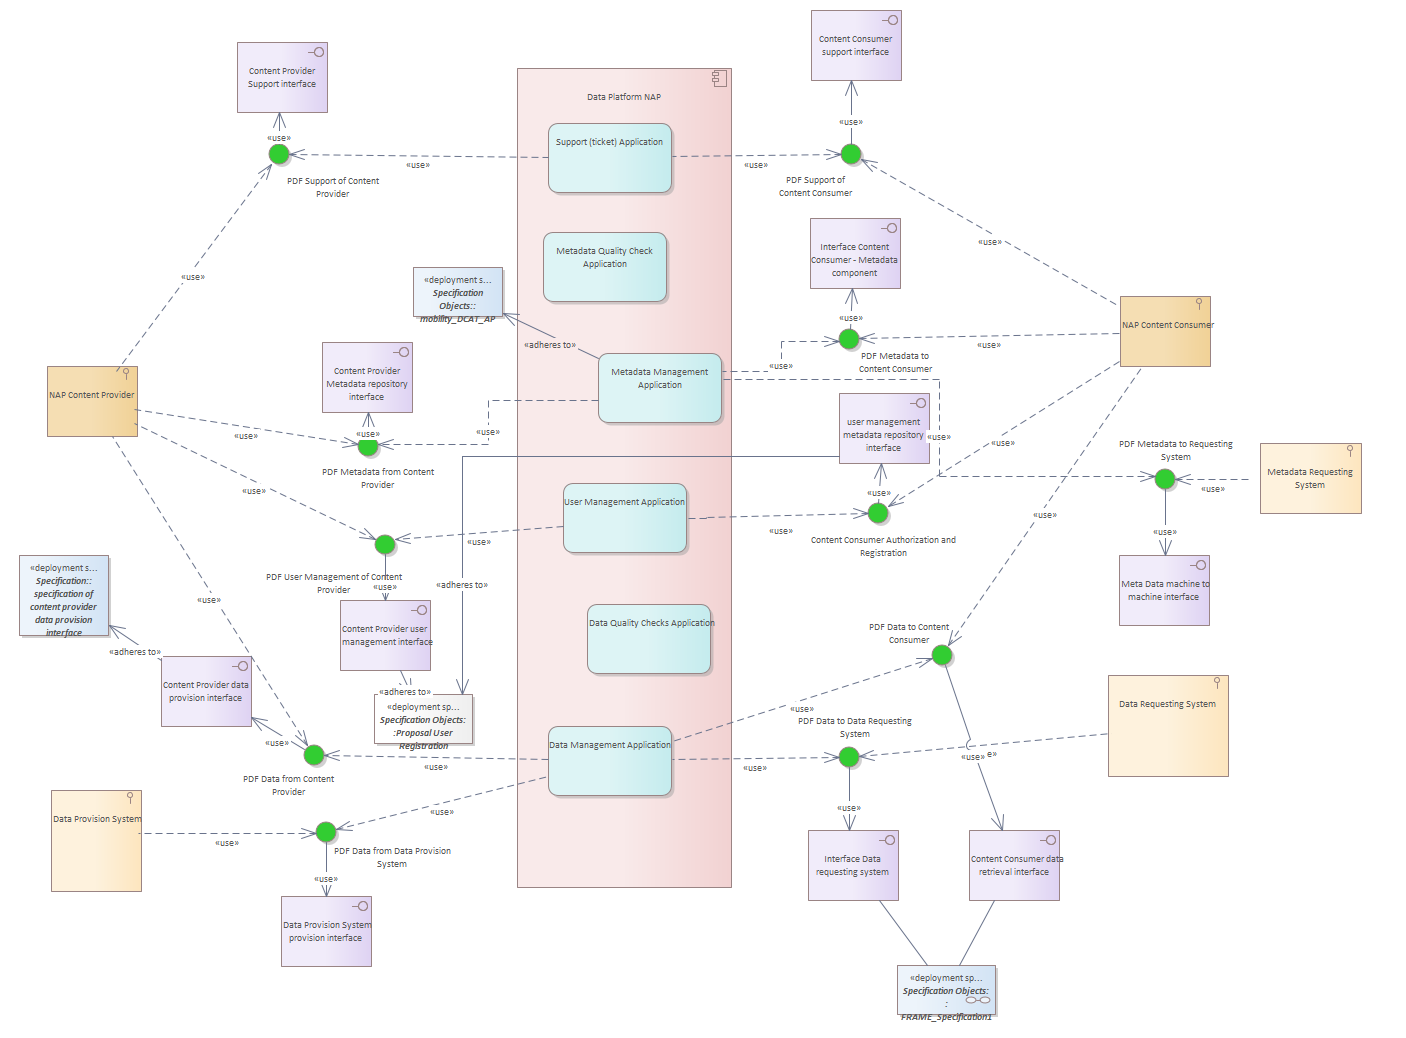 Content Consumer
support interface
Content Provider
Support interface
Data Platform NAP
«use»
«use»
Support (ticket) Application
«use»
«use»
PDF Support of Content
Provider
PDF Support of
Content Consumer
«use»
«use»
Metadata Quality Check
Application
Interface Content
Consumer - Metadata
component
«deployment s...
Specification
Objects::
mobility_DCAT_AP
«use»
NAP Content Consumer
«adheres to»
«use»
PDF Metadata to
Content Consumer
«use»
Content Provider
Metadata repository
interface
Metadata Management
Application
NAP Content Provider
«use»
«use»
«use»
«use»
user management
metadata repository
interface
«use»
«use»
PDF Metadata to Requesting
System
PDF Metadata from Content
Provider
Metadata Requesting
System
«use»
«use»
«use»
User Management Application
«use»
«use»
«use»
«use»
Content Consumer Authorization and
Registration
«deployment s...
Specification::
specification of
content provider
data provision
interface
PDF User Management of Content
Provider
«use»
«adheres to»
Meta Data machine to
machine interface
«use»
Content Provider user
management interface
Data Quality Checks Application
PDF Data to Content
Consumer
«adheres to»
Content Provider data
provision interface
«adheres to»
«deployment sp...
Specification Objects:
:Proposal User
Registration
«use»
Data Requesting System
PDF Data to Data Requesting
System
«use»
Data Management Application
«use»
e»
«use»
«use»
PDF Data from Content
Provider
«use»
«use»
Data Provision System
«use»
PDF Data from Data Provision
System
Interface Data
requesting system
Content Consumer data
retrieval interface
«use»
Data Provision System
provision interface
«deployment sp...
Specification Objects:
:
FRAME_Specification1